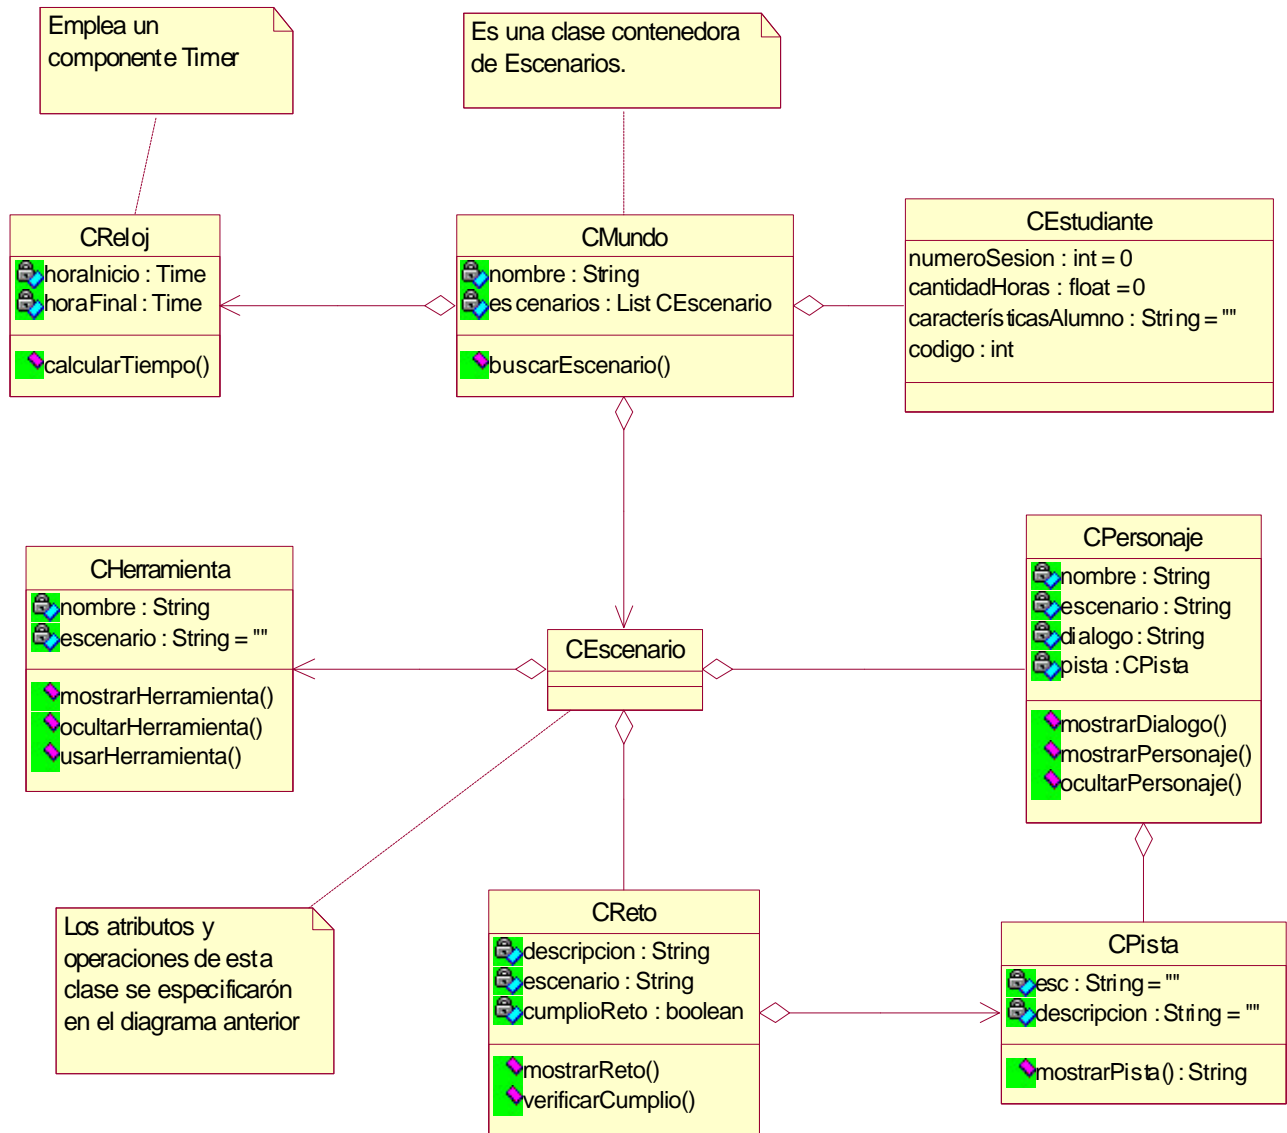 Emplea un
componente Timer
Es una clase contenedora
de Escenarios.
CReloj
horaInicio : Time
horaFinal : Time
calcularTiempo()
CMundo
nombre : String
escenarios : List CEscenario
buscarEscenario()
CEstudiante
numeroSesion : int = 0
cantidadHoras : float = 0
característicasAlumno : String = ""
codigo : int
CHerramienta
nombre : String
escenario : String = ""
mostrarHerramienta()
ocultarHerramienta()
usarHerramienta()
CEscenario
CPersonaje
nombre : String
escenario : String
dialogo : String
pista : CPista
mostrarDialogo()
mostrarPersonaje()
ocultarPersonaje()
Los atributos y
operaciones de esta
clase se especificarón
en el diagrama anterior
CReto
descripcion : String
escenario : String
cumplioReto : boolean
mostrarReto()
verificarCumplio()
CPista
esc : String = ""
descripcion : String = ""
mostrarPista() : String